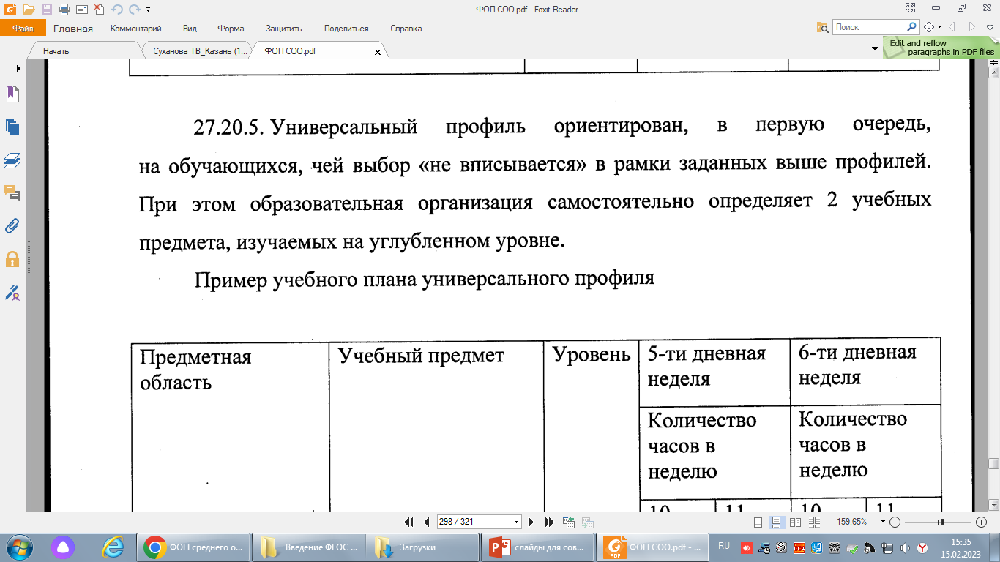 ФОП СОО.pdf - Foxit Reader
Файл Главная Комментарий Вид Форма Защитить Поделиться Справка Поиск
Начать Суханова ТВ_Казань (1... ФОП СОО.pdf
Edit and reflow
paragraphs in PDF files
27.20.5. Универсальный профиль ориентирован, в первую очередь,
на обучающихся, чей выбор «не вписывается» в рамки заданных выше профилей.
При этом образовательная организация самостоятельно определяет 2 учебных
предмета, изучаемых на углубленном уровне.
Пример учебного плана универсального профиля
Предметная
область
Учебный предмет
Уровень
5-ти дневная
неделя
6-ти дневная
неделя
Количество
часов в
неделю
Количество
часов в
неделю
10 11 10 11
298 / 321 159.65%
ФОП среднего о... Введение ФГОС ... Загрузки слайды для сов... ФОП СОО.pdf - ... RU 15:35
15.02.2023